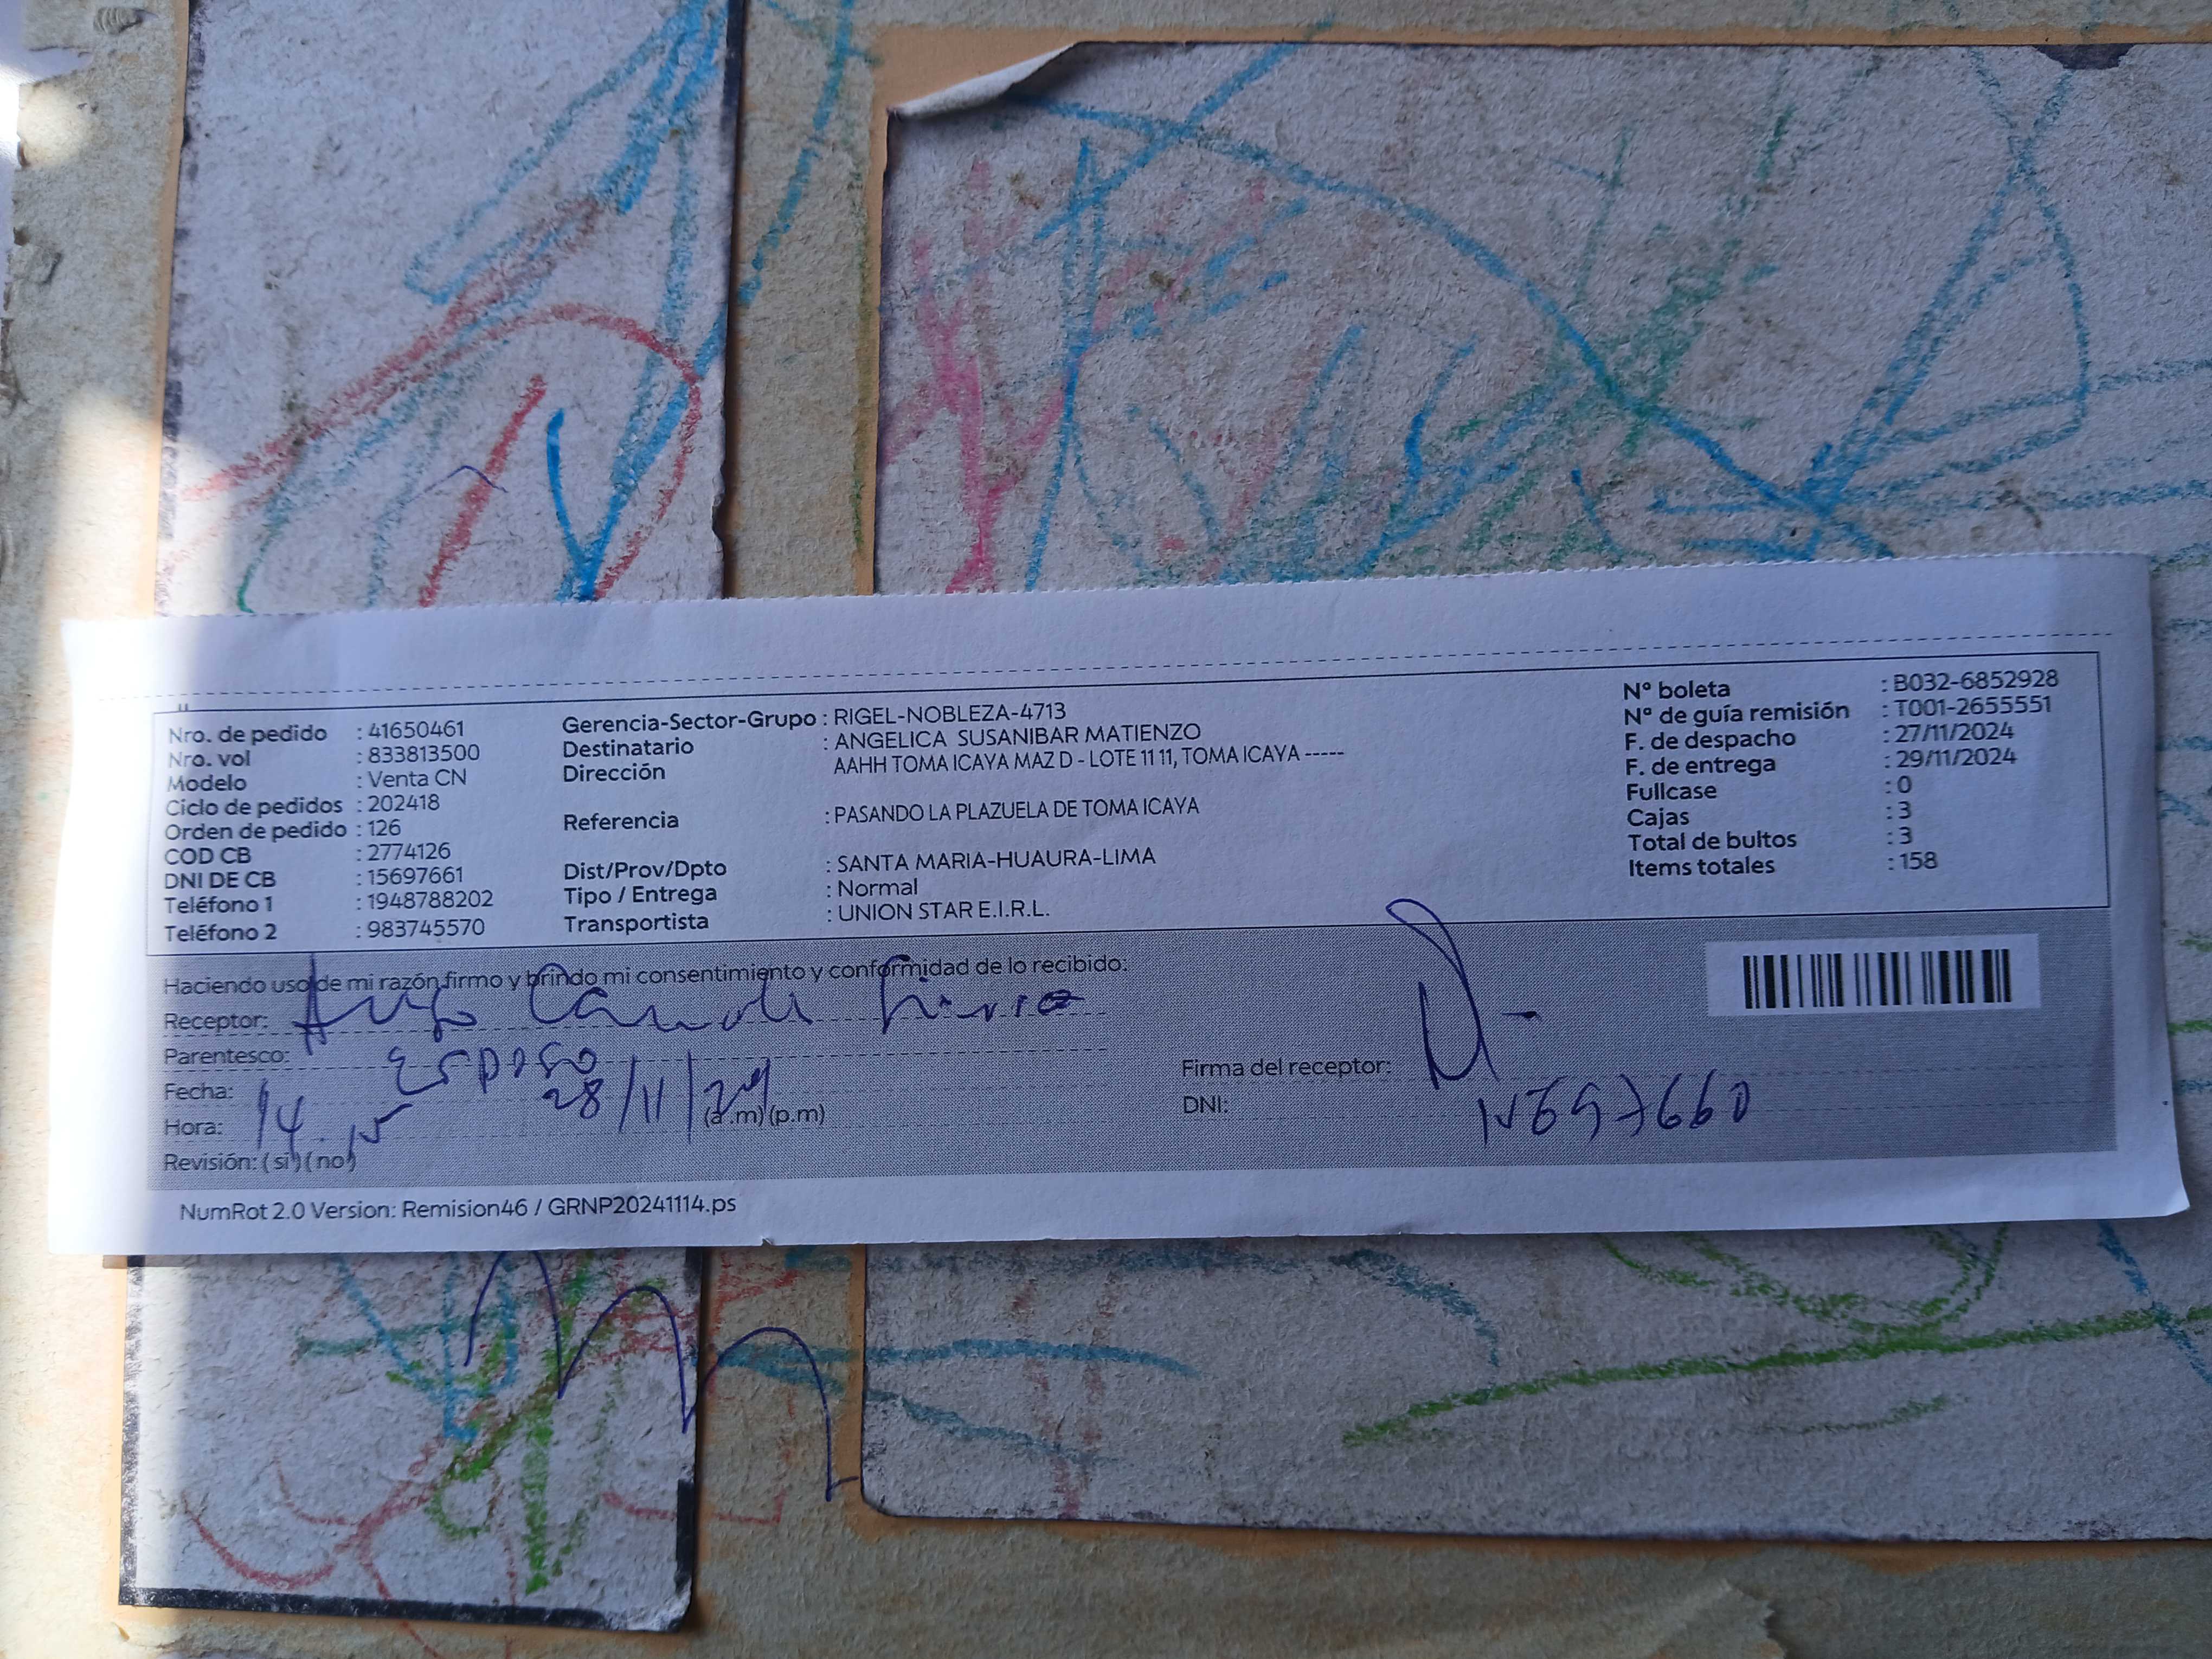 Nro. de pedido : 41650461
Nro. vol : 833813500
Modelo : Venta CN
Ciclo de pedidos : 202418
Orden de pedido : 126
COD CB : 2774126
DNI DE CB : 15697661
Teléfono 1 : 1948788202
Teléfono 2 : 983745570
Gerencia-Sector-Grupo : RIGEL-NOBLEZA-4713
Destinatario : ANGELICA SUSANIBAR MATIENZO
Dirección AAHH TOMA ICAYA MAZ D - LOTE 11 11, TOMA ICAYA -----
Referencia : PASANDO LA PLAZUELA DE TOMA ICAYA
Dist/Prov/Dpto : SANTA MARIA-HUAURA-LIMA
Tipo / Entrega : Normal
Transportista : UNION STAR E.I.R.L.
N° boleta : B032-6852928
N° de guía remisión : T001-2655551
F. de despacho : 27/11/2024
F. de entrega : 29/11/2024
Fullcase : 0
Cajas : 3
Total de bultos : 3
Items totales : 158
Haciendo uso de mi razón firmo y brindo mi consentimiento y conformidad de lo recibido:
Receptor:
Parentesco: Esposo
Fecha: 28/11/24
Hora: 14:15 (a.m) (p.m)
Revisión: ( si ) ( no )
Firma del receptor:
DNI: 15697660
NumRot 2.0 Version: Remision46 / GRNP20241114.ps